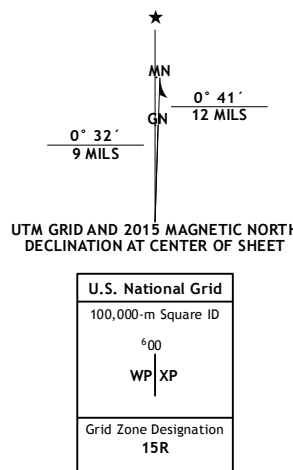 ★
MN
0° 41´
12 MILS
GN
0° 32´
9 MILS
UTM GRID AND 2015 MAGNETIC NORTH
DECLINATION AT CENTER OF SHEET
U.S. National Grid
100,000-m Square ID
⁶00
WP XP
Grid Zone Designation
15R